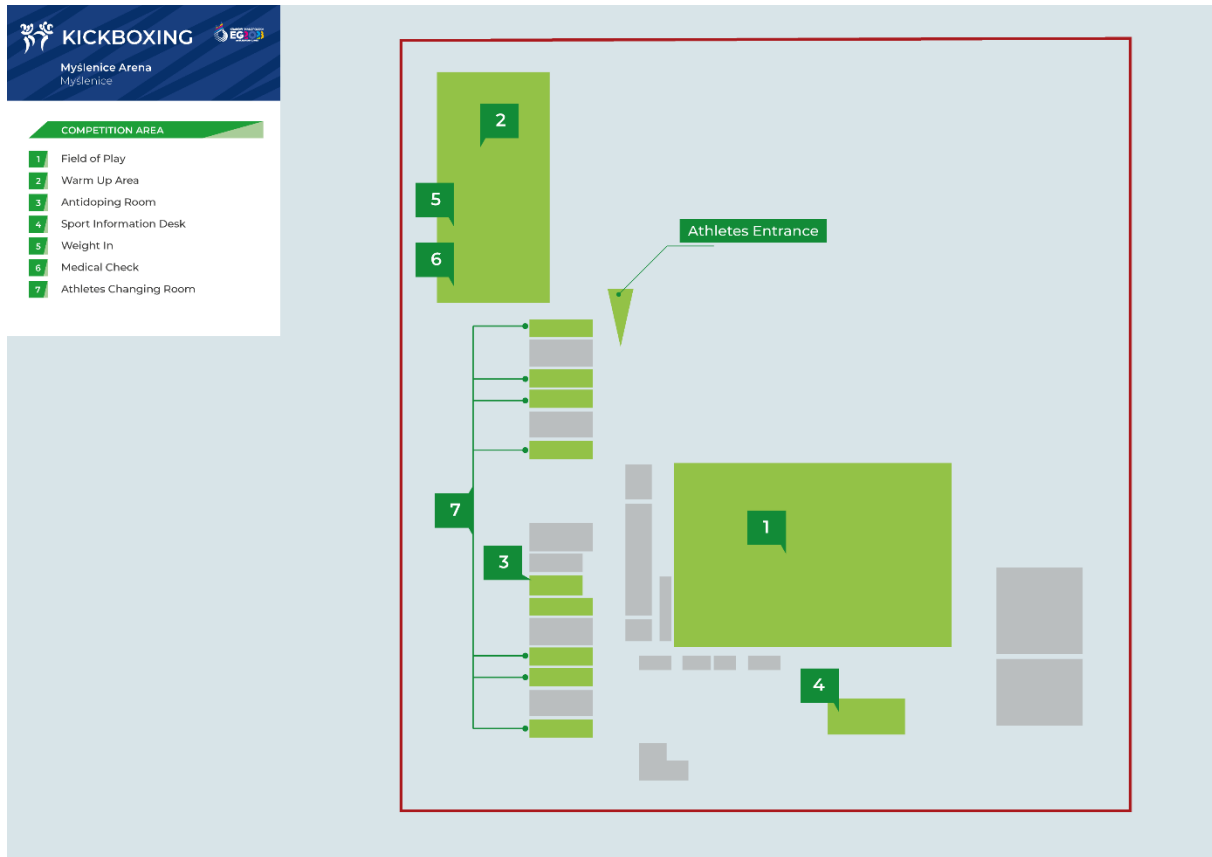 KICKBOXING
EG2023
Myślenice Arena
Myślenice
COMPETITION AREA
1 Field of Play
2 Warm Up Area
3 Antidoping Room
4 Sport Information Desk
5 Weight In
6 Medical Check
7 Athletes Changing Room
2
5
Athletes Entrance
6
7
1
3
4